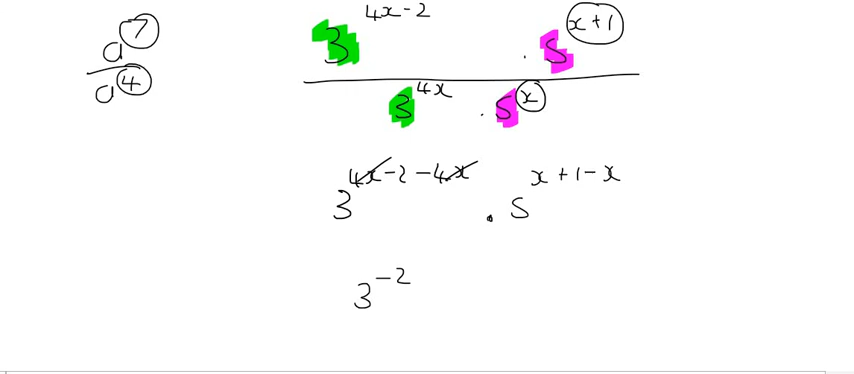 a^7 / a^4
3^{4x-2} . 5^{x+1}
3^{4x} . 5^x
3^{4x-2-4x} . 5^{x+1-x}
3^{-2}